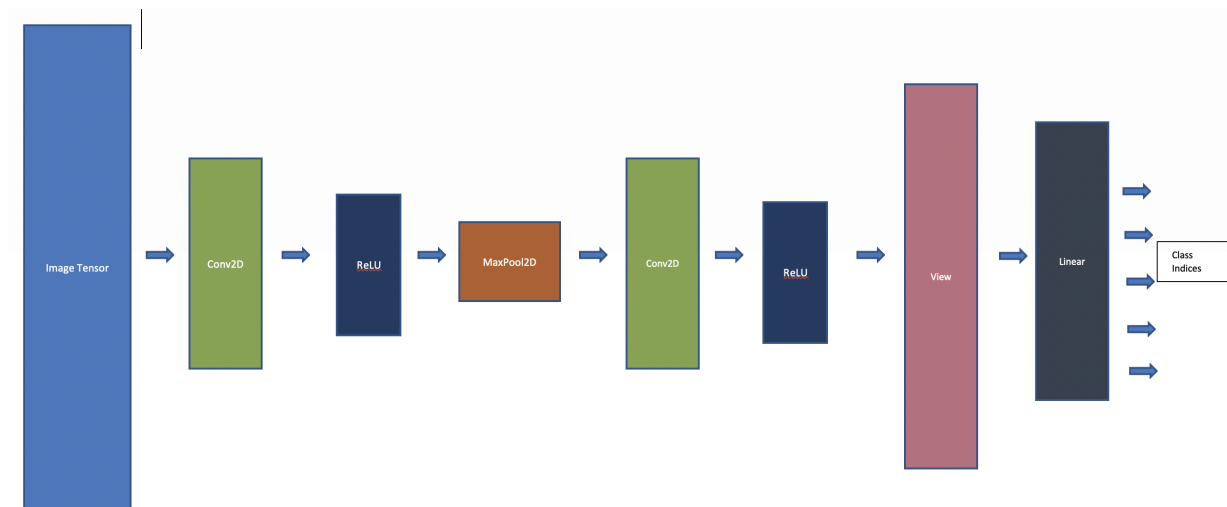 Image Tensor
Conv2D
ReLU
MaxPool2D
Conv2D
ReLU
View
Linear
Class
Indices